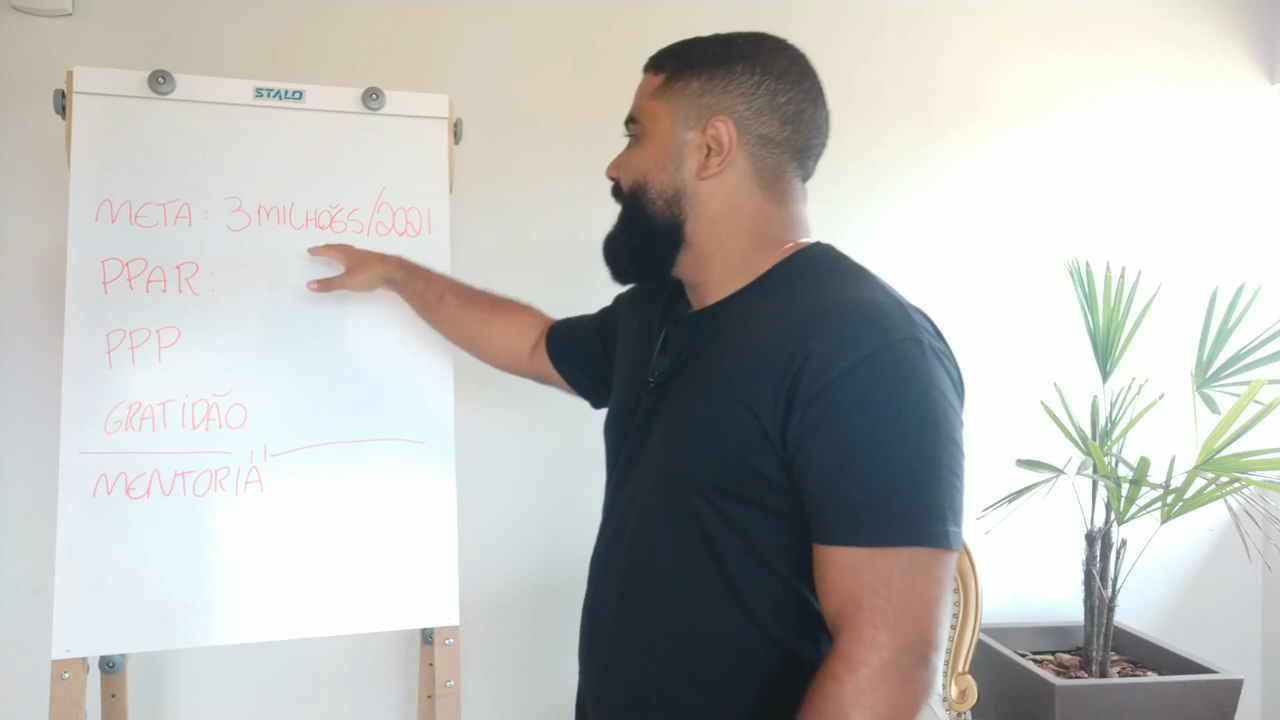 STALO
META: 3 MILHÕES/2021
PPAR:
PPP
GRATIDÃO
MENTORIA